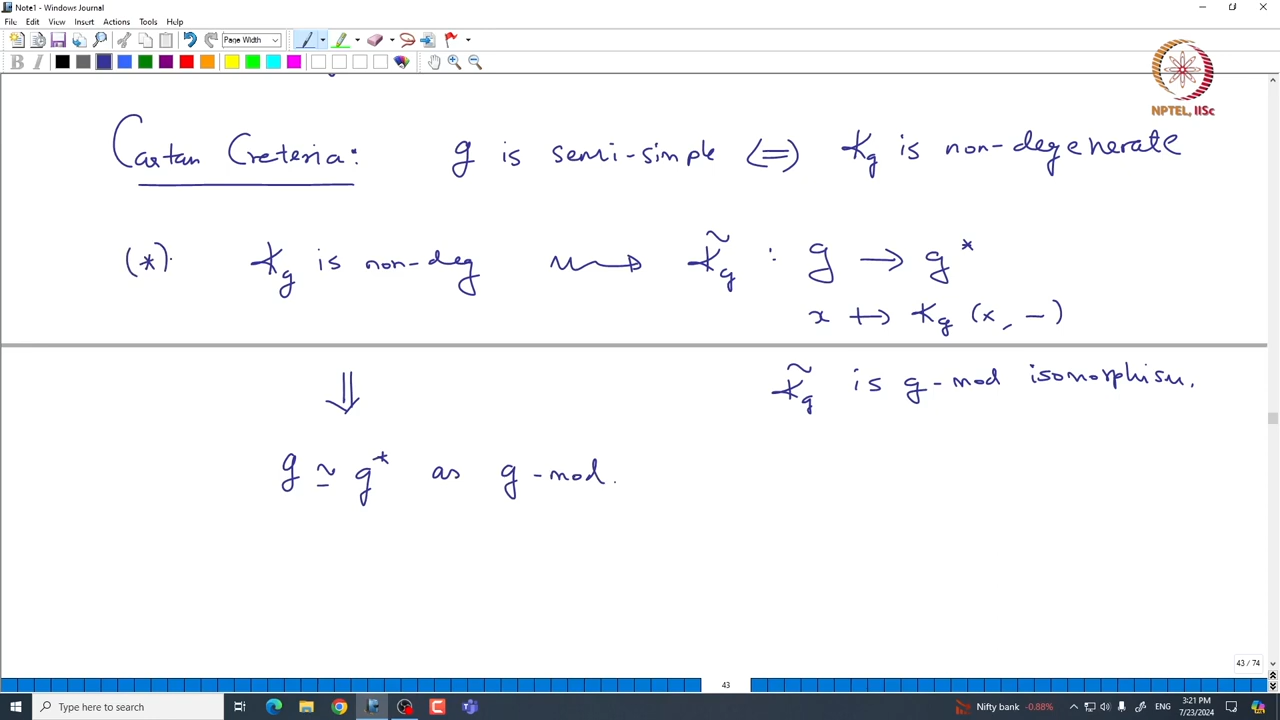 Note1 - Windows Journal
File Edit View Insert Actions Tools Help
Page Width
B I
NPTEL, IISc
Cartan Creteria: g is semi-simple <=> K_g is non-degenerate
(*). K_g is non-deg ⇝ K̃_g : g → g*
x ↦ K_g (x, –)
⇓ K̃_g is g-mod isomorphism.
g ≃ g* as g-mod.
43 / 74
43
Type here to search
Nifty bank -0.88%
3:21 PM
7/23/2024